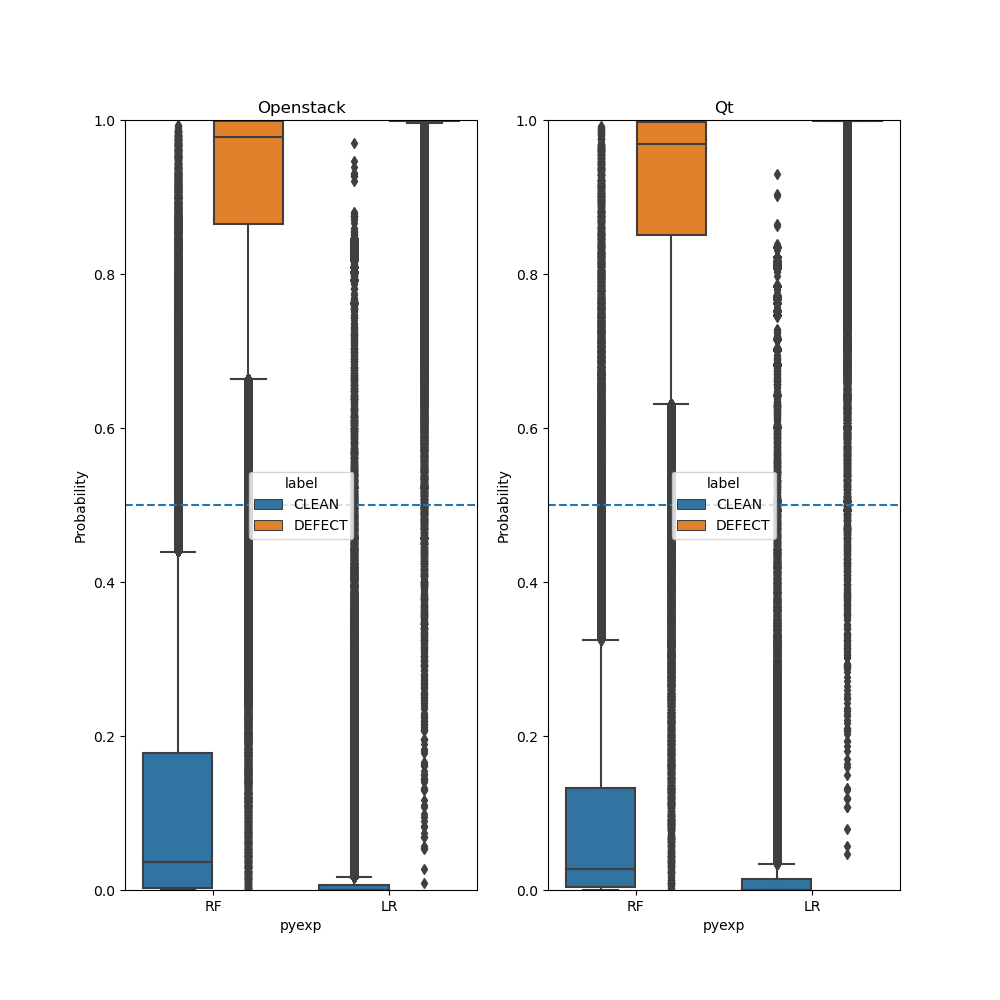 Openstack
1.0
0.8
0.6
0.4
0.2
0.0
Probability
label
CLEAN
DEFECT
RF
LR
pyexp
Qt
1.0
0.8
0.6
0.4
0.2
0.0
Probability
label
CLEAN
DEFECT
RF
LR
pyexp